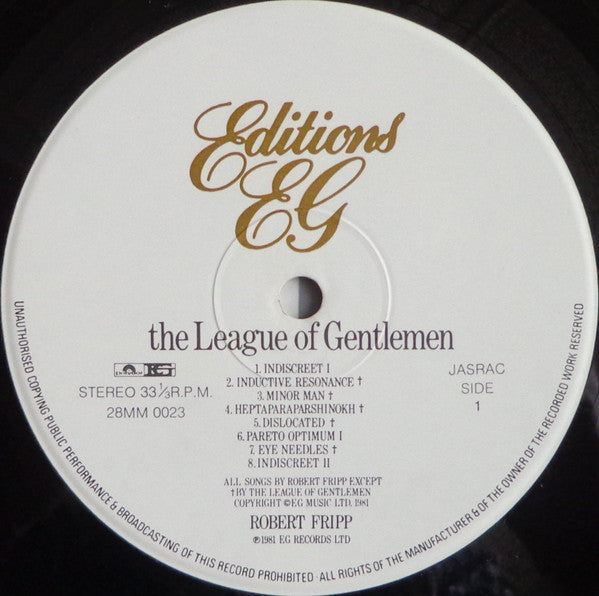 Editions
EG
the League of Gentlemen
polydor EG
STEREO 33⅓R.P.M.
28MM 0023
1. INDISCREET I
2. INDUCTIVE RESONANCE †
3. MINOR MAN †
4. HEPTAPARAPARSHINOKH †
5. DISLOCATED †
6. PARETO OPTIMUM I
7. EYE NEEDLES †
8. INDISCREET II
JASRAC
SIDE
1
ALL SONGS BY ROBERT FRIPP EXCEPT
† BY THE LEAGUE OF GENTLEMEN
COPYRIGHT ©EG MUSIC LTD. 1981
ROBERT FRIPP
℗1981 EG RECORDS LTD
UNAUTHORISED COPYING PUBLIC PERFORMANCE & BROADCASTING OF THIS RECORD PROHIBITED · ALL RIGHTS OF THE MANUFACTURER & OF THE OWNER OF THE RECORDED WORK RESERVED